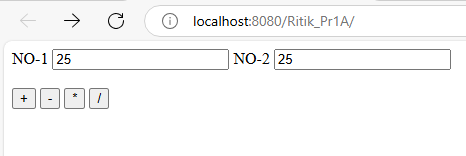 localhost:8080/Ritik_Pr1A/
NO-1 25 NO-2 25
+ - * /